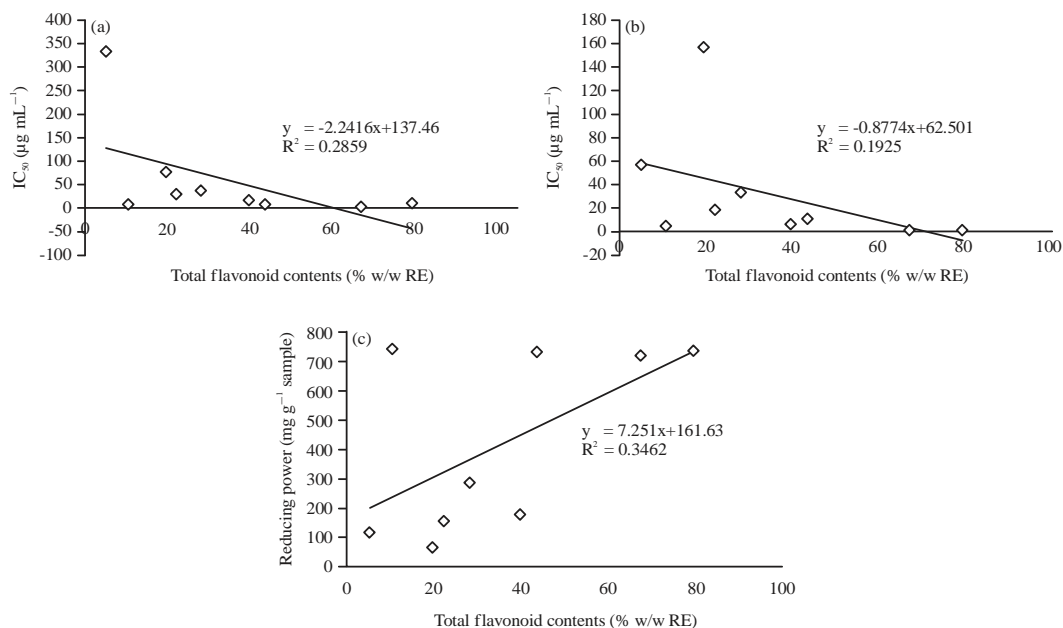 (a)
400
350
300
250
200
150
100
50
0
-50
-100
IC₅₀ (µg mL⁻¹)
y = -2.2416x+137.46
R² = 0.2859
0 20 40 60 80 100
Total flavonoid contents (% w/w RE)
(b)
180
160
140
120
100
80
60
40
20
0
-20
IC₅₀ (µg mL⁻¹)
y = -0.8774x+62.501
R² = 0.1925
0 20 40 60 80 100
Total flavonoid contents (% w/w RE)
(c)
800
700
600
500
400
300
200
100
0
Reducing power (mg g⁻¹ sample)
y = 7.251x+161.63
R² = 0.3462
0 20 40 60 80 100
Total flavonoid contents (% w/w RE)